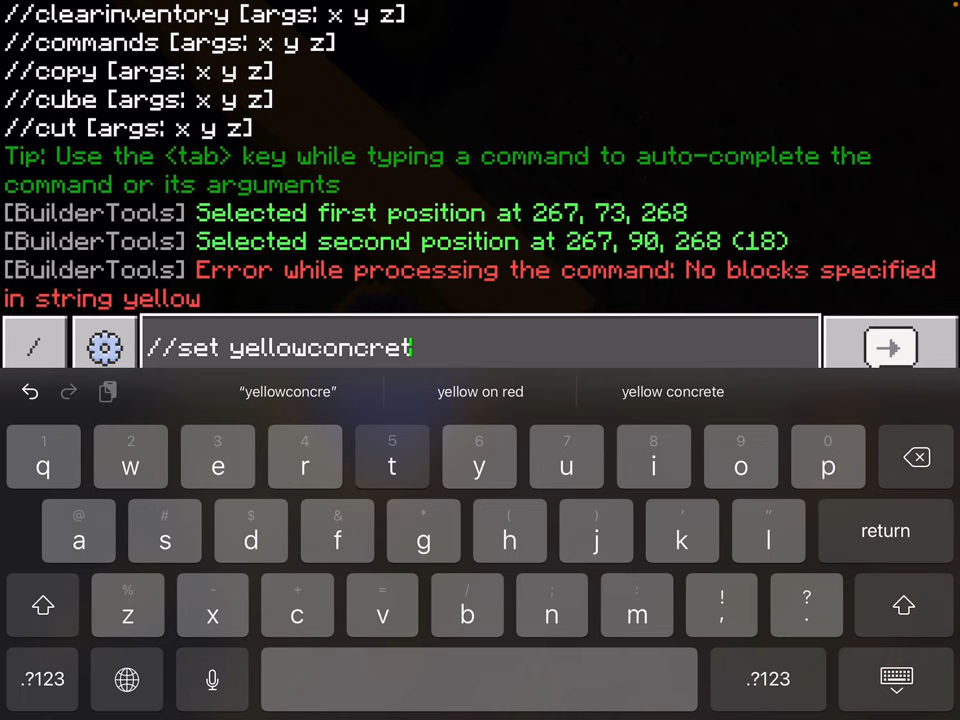 //clearinventory [args: x y z]
//commands [args: x y z]
//copy [args: x y z]
//cube [args: x y z]
//cut [args: x y z]
Tip: Use the <tab> key while typing a command to auto-complete the
command or its arguments
[BuilderTools] Selected first position at 267, 73, 268
[BuilderTools] Selected second position at 267, 90, 268 (18)
[BuilderTools] Error while processing the command: No blocks specified
in string yellow
/ //set yellowconcret
“yellowconcre” yellow on red yellow concrete
1 2 3 4 5 6 7 8 9 0
q w e r t y u i o p
@ # $ & * ( ) ‘ “
a s d f g h j k l return
% - + = / ; : ! ?
z x c v b n m , .
.?123 .?123